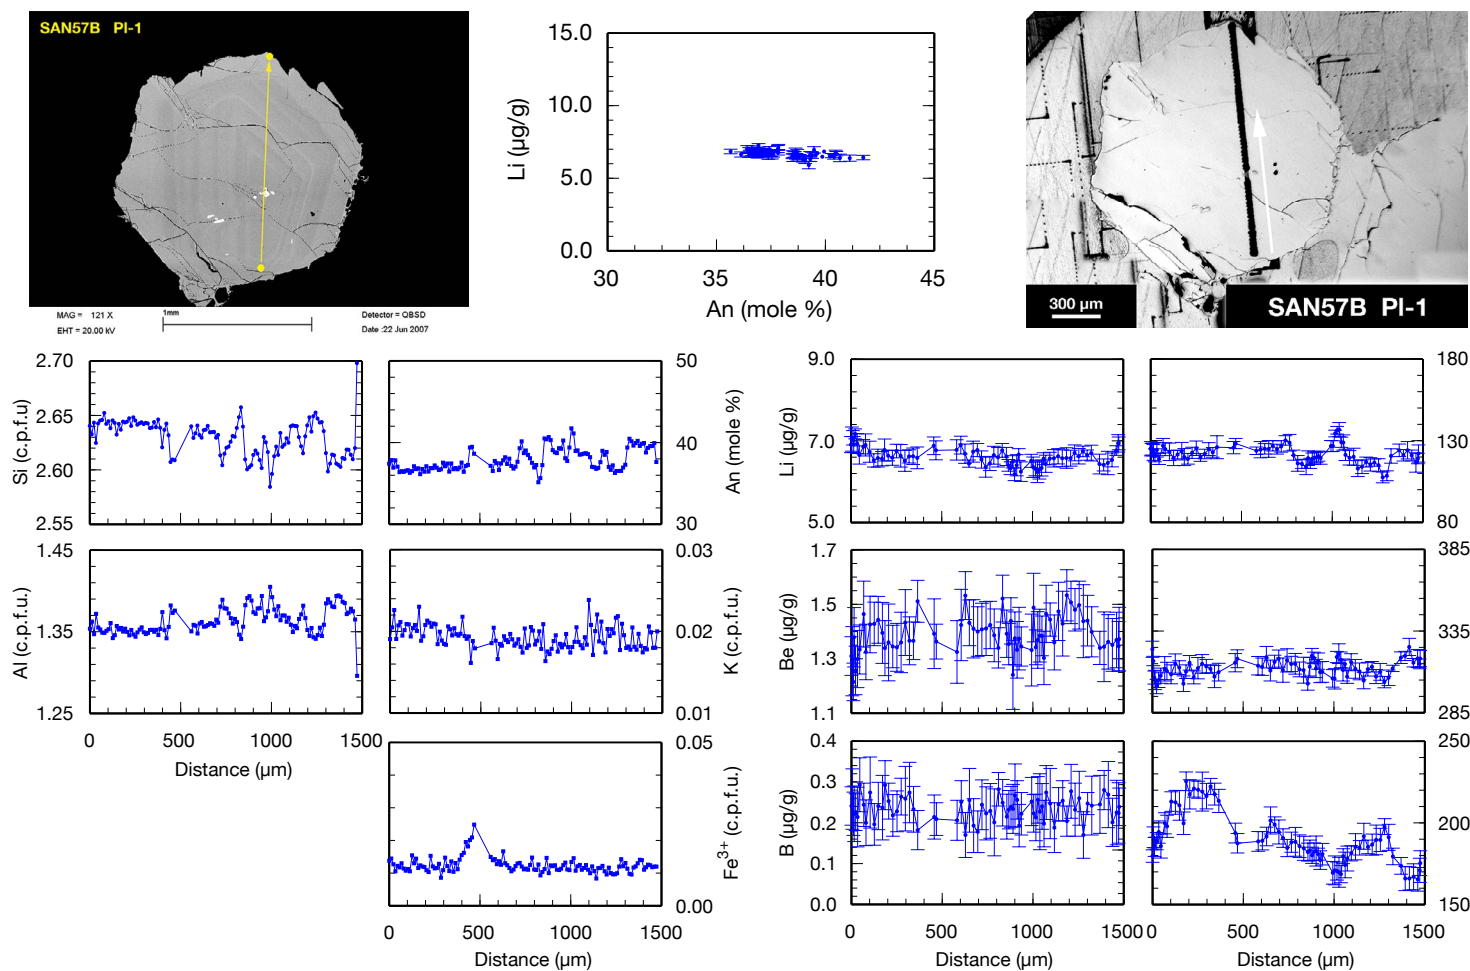 SAN57B PI-1
MAG = 121 X
EHT = 20.00 kV
1mm
Detector = QBSD
Date :22 Jun 2007
15.0
10.0
5.0
0.0
Li (µg/g)
30
35
40
45
An (mole %)
300 µm
SAN57B PI-1
2.70
2.65
2.60
2.55
Si (c.p.f.u)
50
40
30
An (mole %)
9.0
7.0
5.0
Li (µg/g)
180
130
80
1.45
1.35
1.25
Al (c.p.f.u.)
0
500
1000
1500
Distance (µm)
0.03
0.02
0.01
K (c.p.f.u.)
1.7
1.5
1.3
1.1
Be (µg/g)
385
335
285
0.05
0.00
Fe3+ (c.p.f.u.)
0
500
1000
1500
Distance (µm)
0.4
0.3
0.2
0.1
0.0
B (µg/g)
0
500
1000
1500
Distance (µm)
250
200
150
0
500
1000
1500
Distance (µm)